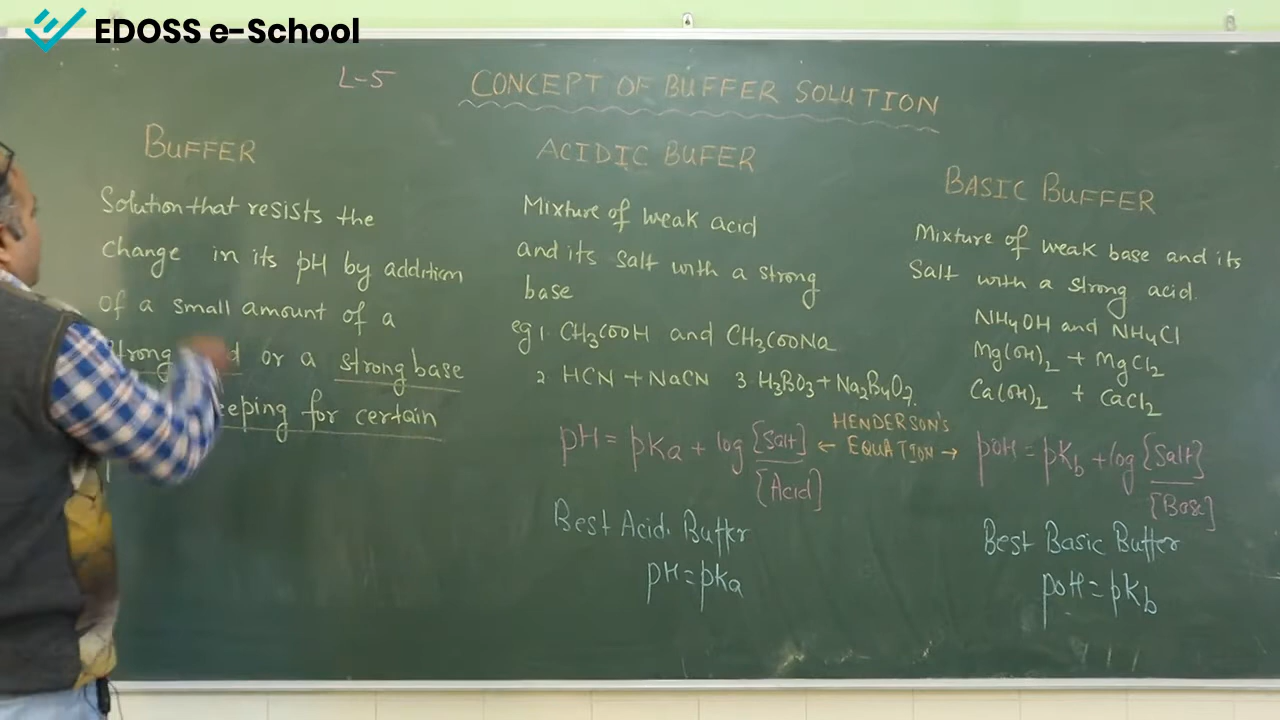 EDOSS e-School
L-5
CONCEPT OF BUFFER SOLUTION
BUFFER
Solution that resists the
change in its pH by addition
of a small amount of a
or a strong base
for certain
ACIDIC BUFER
Mixture of weak acid
and its salt with a strong
base
eg 1. CH3COOH and CH3COONa
2 HCN + NaCN 3. H3BO3 + Na2B4O7.
pH = pKa + log [Salt]
[Acid]
← HENDERSON'S
EQUATION →
Best Acid. Buffer
pH = pKa
BASIC BUFFER
Mixture of weak base and its
Salt with a strong acid.
NH4OH and NH4Cl
Mg(OH)2 + MgCl2
Ca(OH)2 + CaCl2
pOH = pKb + log [Salt]
[Base]
Best Basic Buffer
pOH = pKb